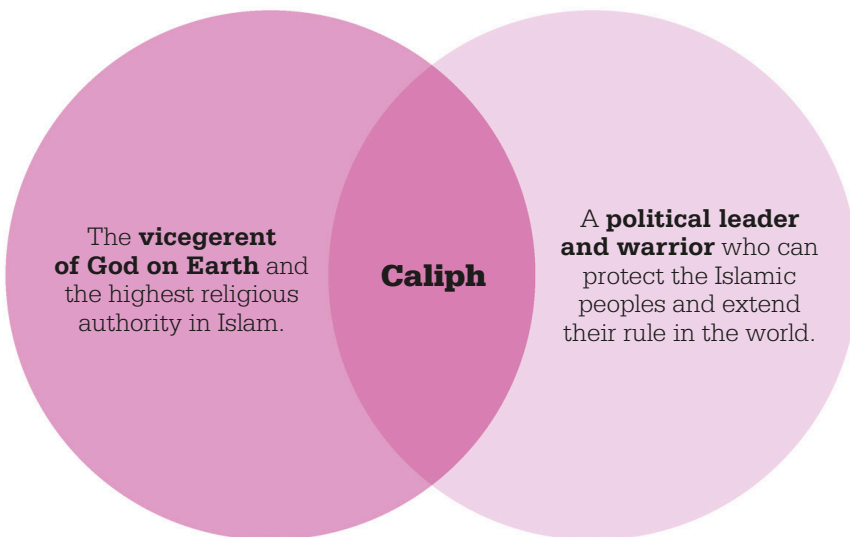 The vicegerent
of God on Earth and
the highest religious
authority in Islam.
Caliph
A political leader
and warrior who can
protect the Islamic
peoples and extend
their rule in the world.